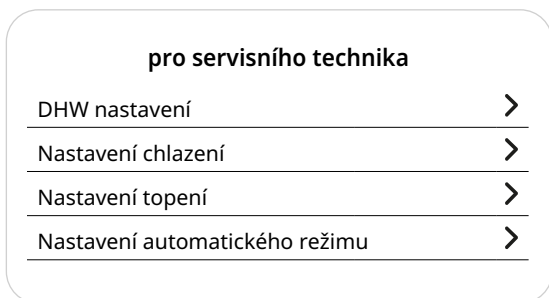 pro servisního technika
DHW nastavení
Nastavení chlazení
Nastavení topení
Nastavení automatického režimu